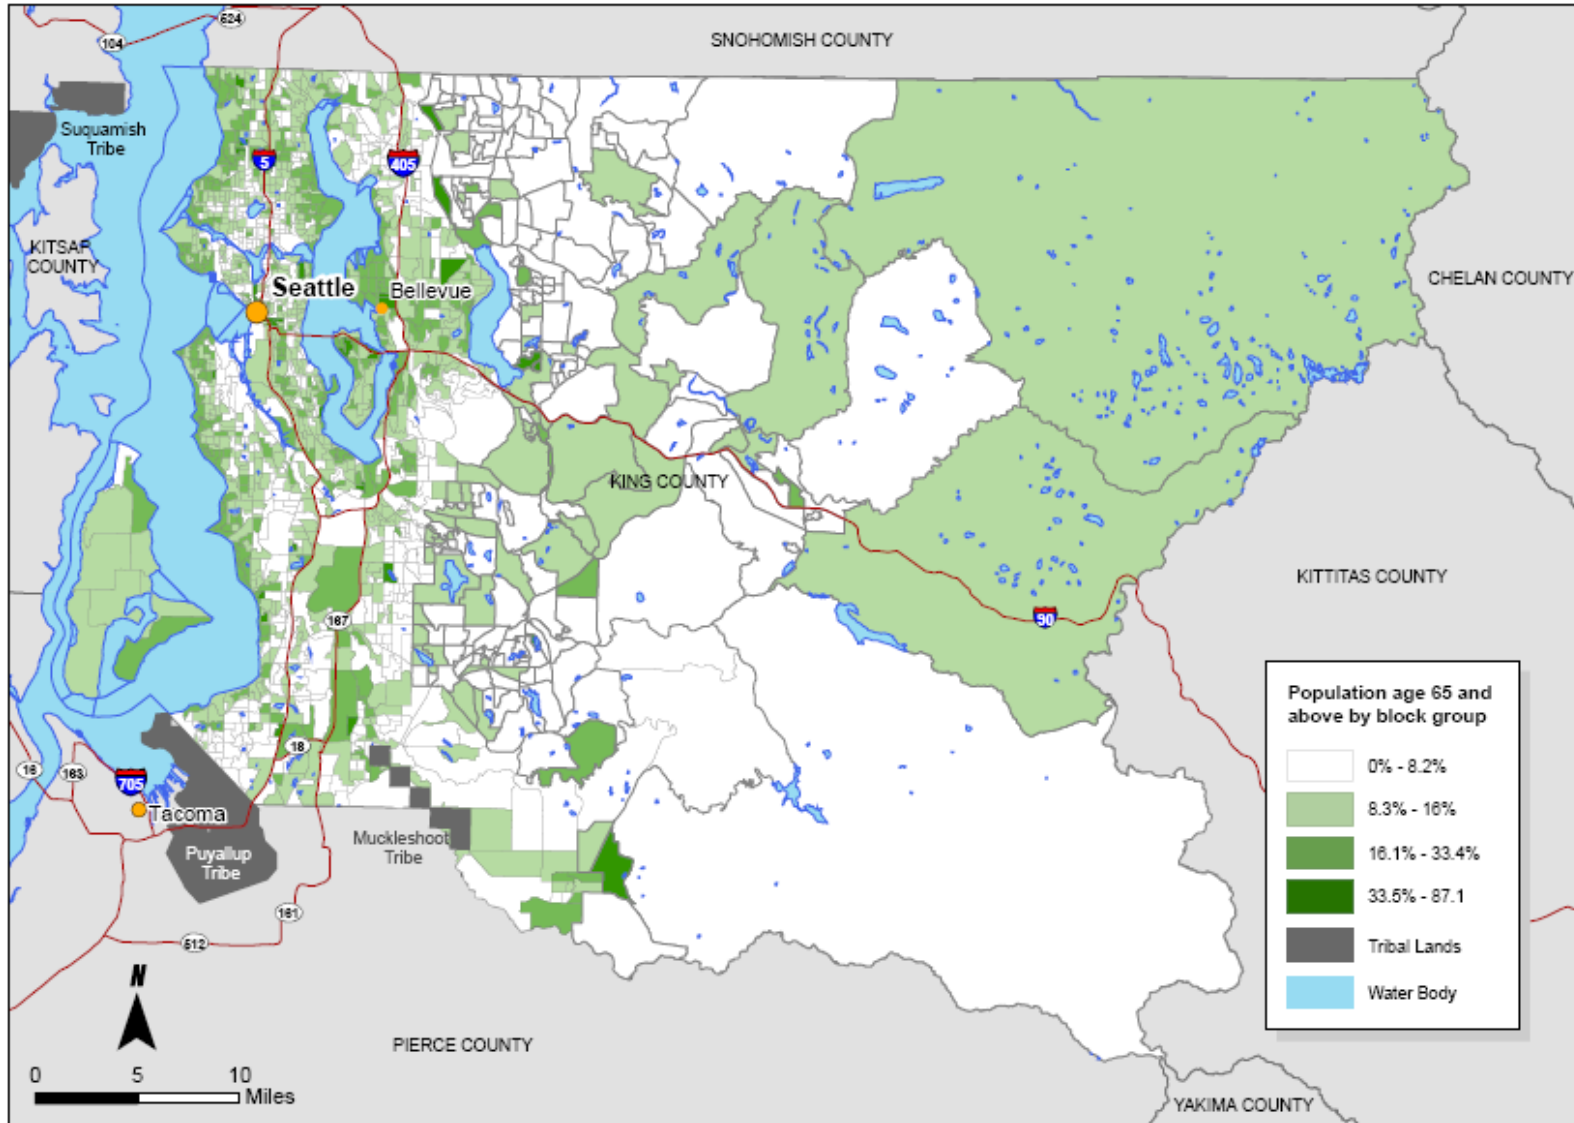 524
104
SNOHOMISH COUNTY
Suquamish
Tribe
5
405
KITSAP
COUNTY
CHELAN COUNTY
Seattle
Bellevue
KING COUNTY
KITTITAS COUNTY
90
167
Population age 65 and
above by block group
0% - 8.2%
8.3% - 16%
16.1% - 33.4%
33.5% - 87.1
Tribal Lands
Water Body
18
16
163
705
Tacoma
Muckleshoot
Tribe
Puyallup
Tribe
161
512
N
PIERCE COUNTY
0 5 10
Miles
YAKIMA COUNTY